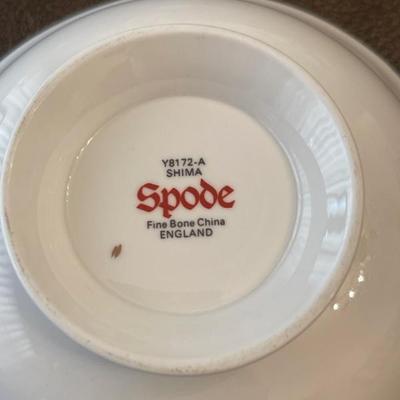 Y8172-A
SHIMA
Spode
Fine Bone China
ENGLAND